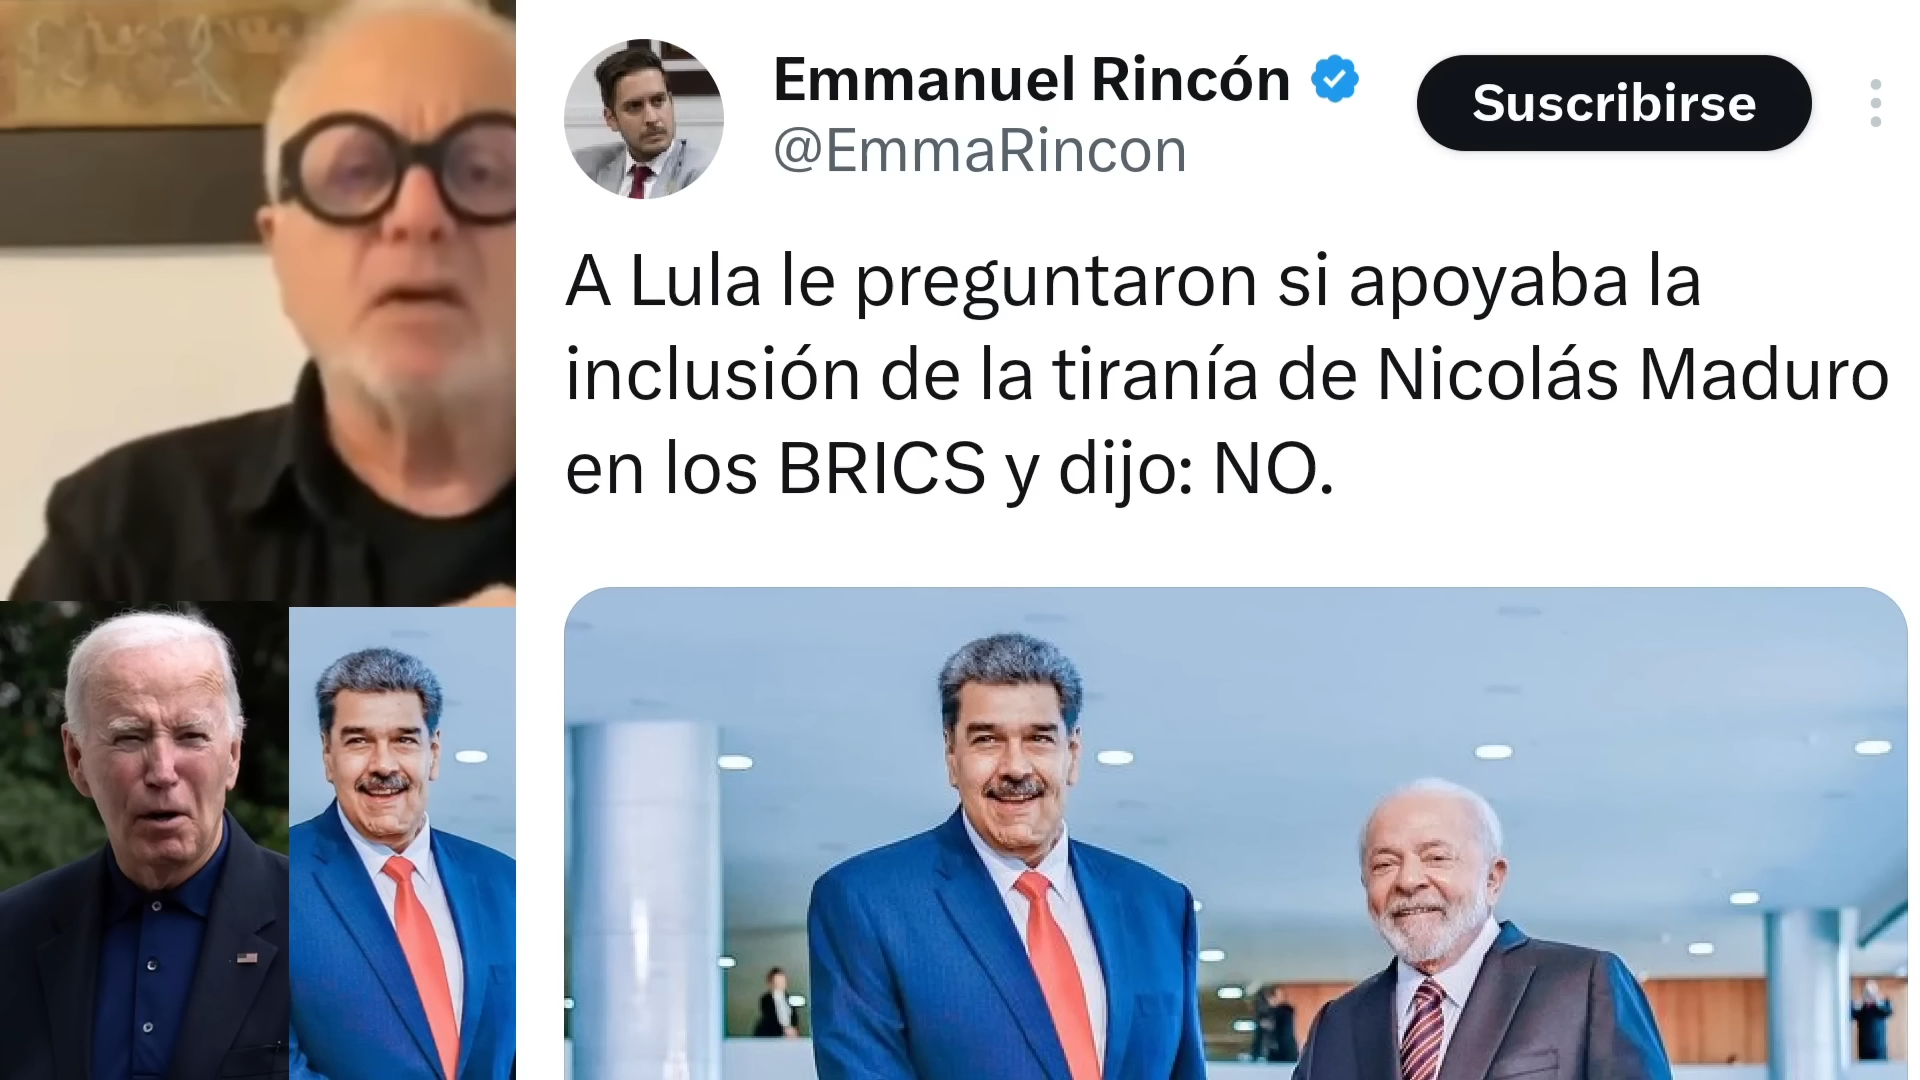 Emmanuel Rincón
@EmmaRincon
Suscribirse
A Lula le preguntaron si apoyaba la
inclusión de la tiranía de Nicolás Maduro
en los BRICS y dijo: NO.